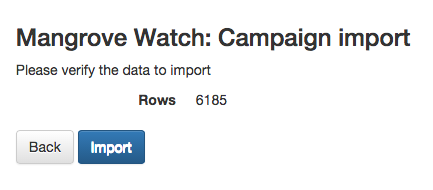 Mangrove Watch: Campaign import
Please verify the data to import
Rows 6185
Back Import